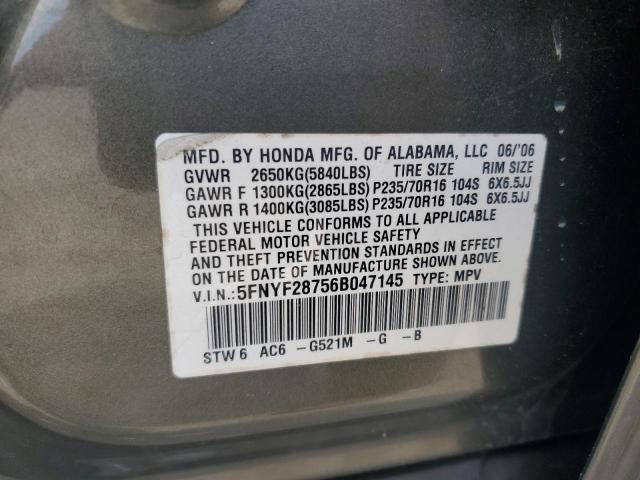 MFD. BY HONDA MFG. OF ALABAMA, LLC 06/'06
GVWR 2650KG(5840LBS) TIRE SIZE RIM SIZE
GAWR F 1300KG(2865LBS) P235/70R16 104S 6X6.5JJ
GAWR R 1400KG(3085LBS) P235/70R16 104S 6X6.5JJ
THIS VEHICLE CONFORMS TO ALL APPLICABLE
FEDERAL MOTOR VEHICLE SAFETY
AND THEFT PREVENTION STANDARDS IN EFFECT
ON THE DATE OF MANUFACTURE SHOWN ABOVE.
V.I.N.:5FNYF28756B047145 TYPE: MPV
STW6 AC6 -G521M -G -B